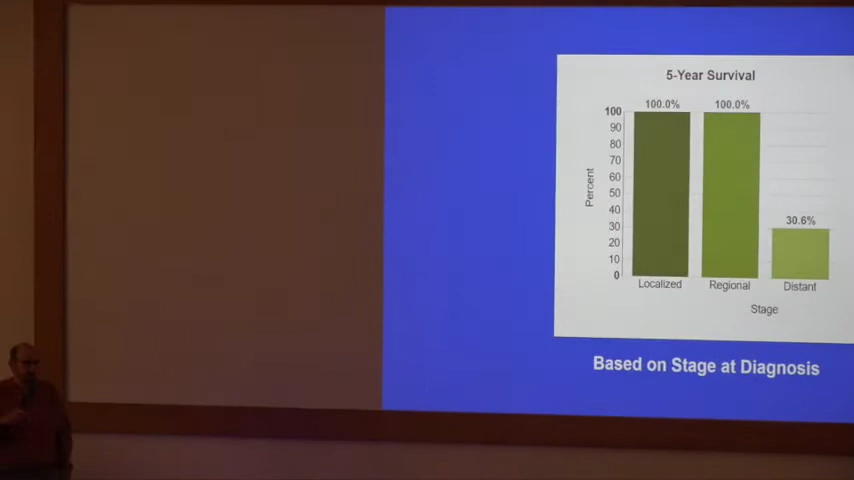 5-Year Survival
100.0% 100.0%
100
90
80
70
60
50
40
30
20
10
0
30.6%
Percent
Localized Regional Distant
Stage
Based on Stage at Diagnosis